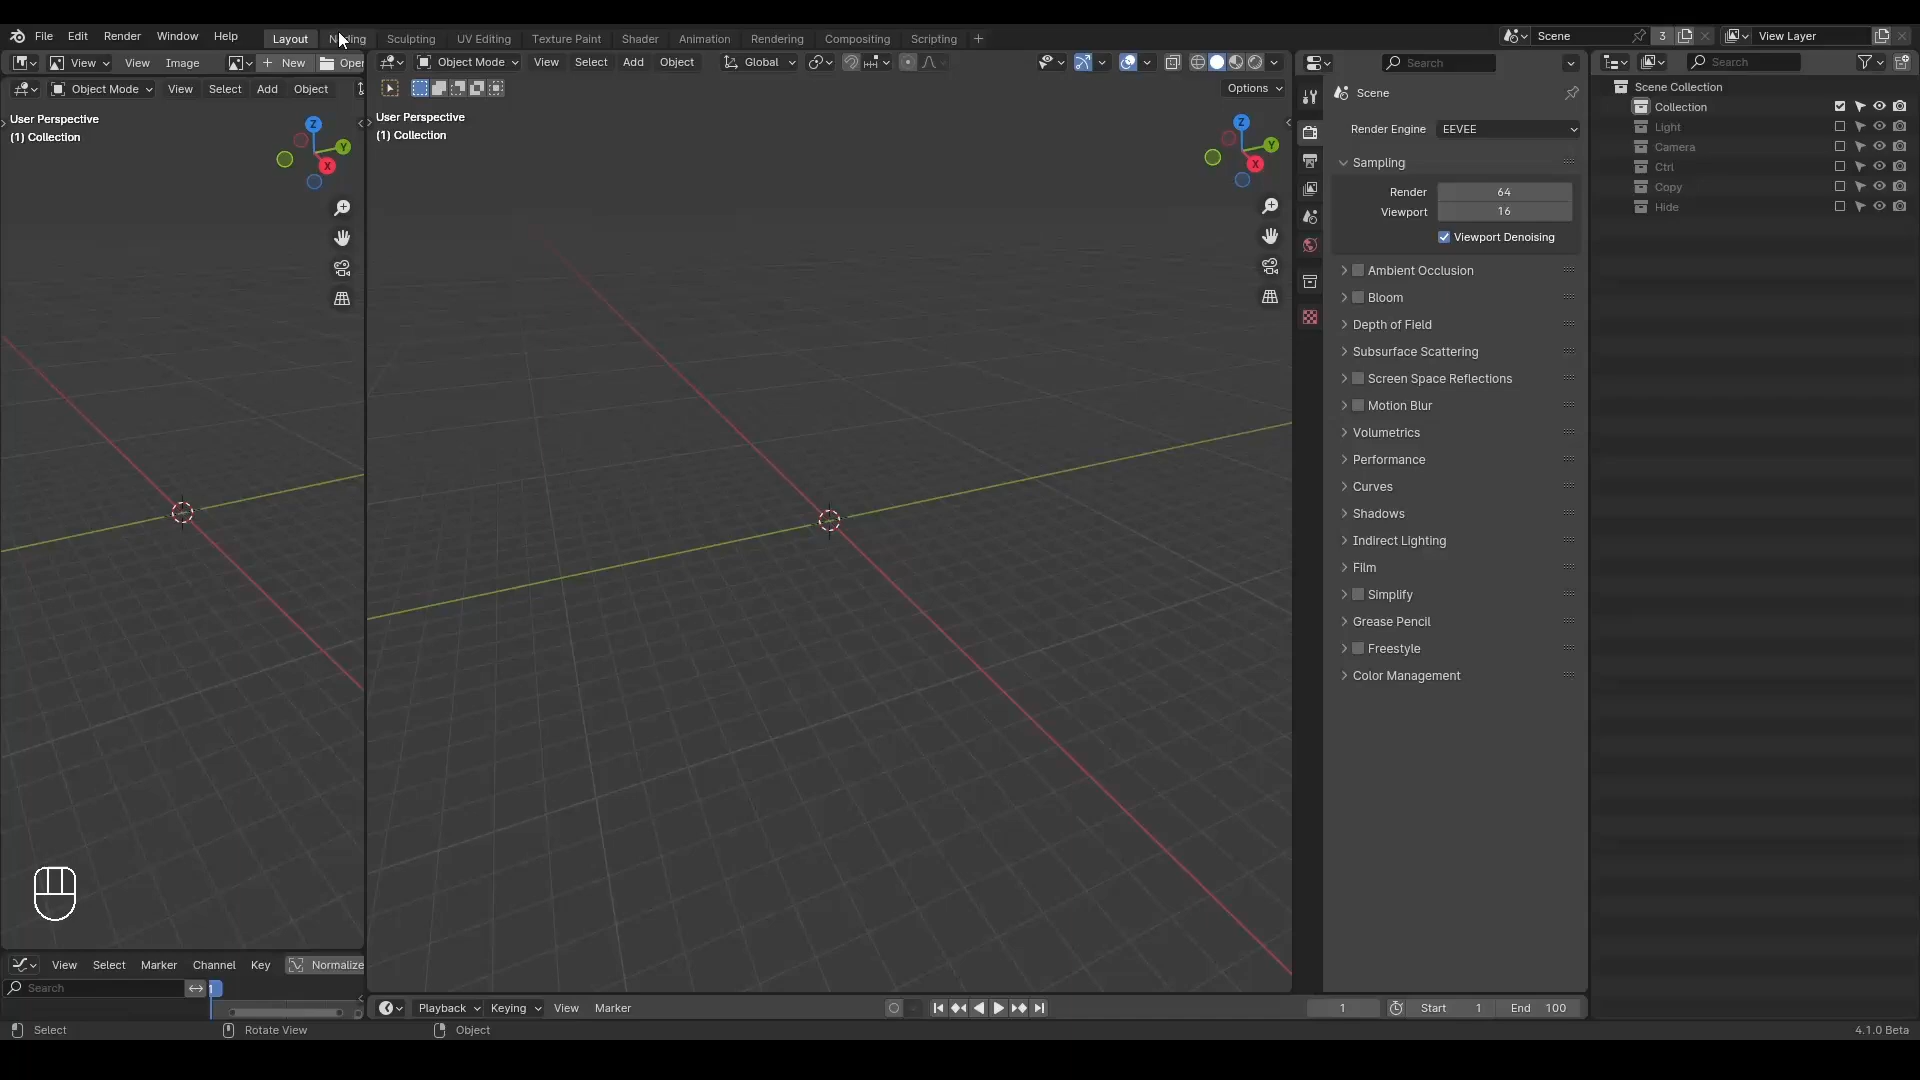 File Edit Render Window Help Layout Sculpting UV Editing Texture Paint Shader Animation Rendering Compositing Scripting + Scene 3 View Layer
View View Image + New Open
Object Mode View Select Add Object Global
Search
Search
Object Mode View Select Add Object
Options
User Perspective
(1) Collection
Z
Y
X
User Perspective
(1) Collection
Z
Y
X
Scene
Render Engine EEVEE
Sampling
Render 64
Viewport 16
Viewport Denoising
Ambient Occlusion
Bloom
Depth of Field
Subsurface Scattering
Screen Space Reflections
Motion Blur
Volumetrics
Performance
Curves
Shadows
Indirect Lighting
Film
Simplify
Grease Pencil
Freestyle
Color Management
Scene Collection
Collection
Light
Camera
Ctrl
Copy
Hide
View Select Marker Channel Key Normalize
Search 1
Playback Keying View Marker 1 Start 1 End 100
Select Rotate View Object 4.1.0 Beta